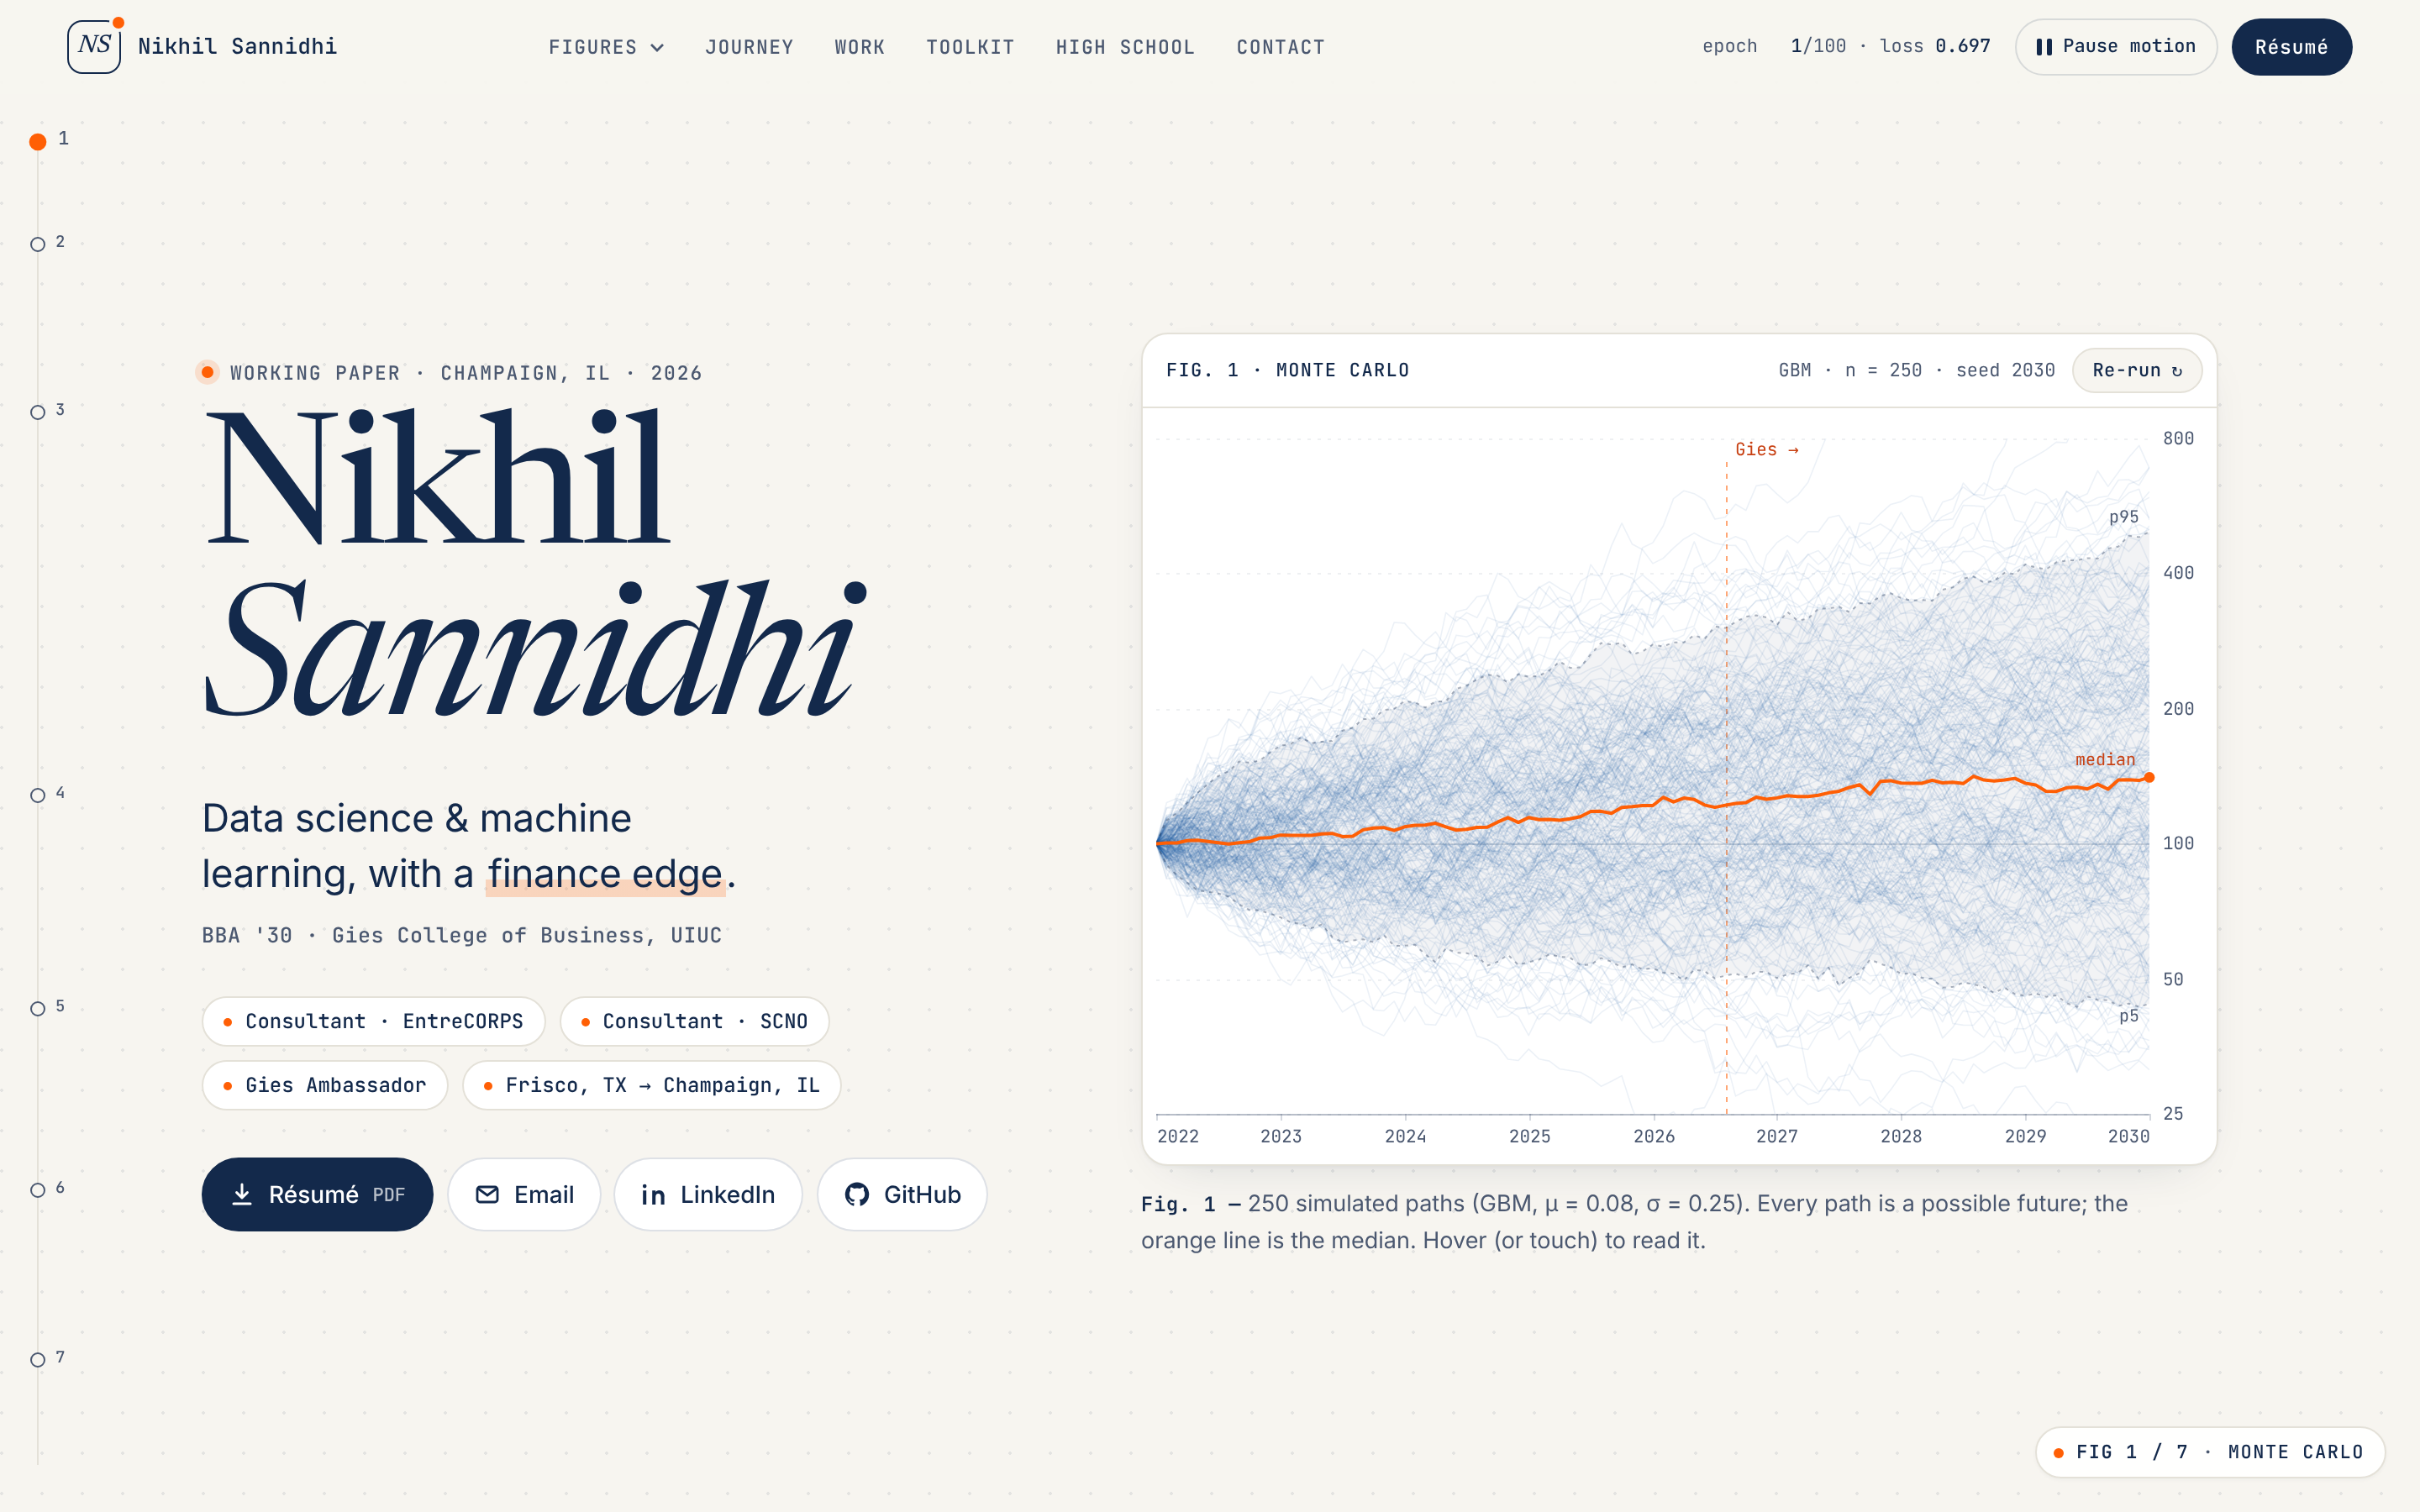 NS Nikhil Sannidhi
FIGURES JOURNEY WORK TOOLKIT HIGH SCHOOL CONTACT
epoch 1/100 · loss 0.697
Pause motion
Résumé
1
2
3
4
5
6
7
WORKING PAPER · CHAMPAIGN, IL · 2026
Nikhil
Sannidhi
Data science & machine
learning, with a finance edge.
BBA '30 · Gies College of Business, UIUC
Consultant · EntreCORPS
Consultant · SCNO
Gies Ambassador
Frisco, TX → Champaign, IL
Résumé PDF
Email
in LinkedIn
GitHub
FIG. 1 · MONTE CARLO
GBM · n = 250 · seed 2030
Re-run ↻
Gies →
p95
median
p5
800
400
200
100
50
25
2022 2023 2024 2025 2026 2027 2028 2029 2030
Fig. 1 — 250 simulated paths (GBM, μ = 0.08, σ = 0.25). Every path is a possible future; the
orange line is the median. Hover (or touch) to read it.
FIG 1 / 7 · MONTE CARLO